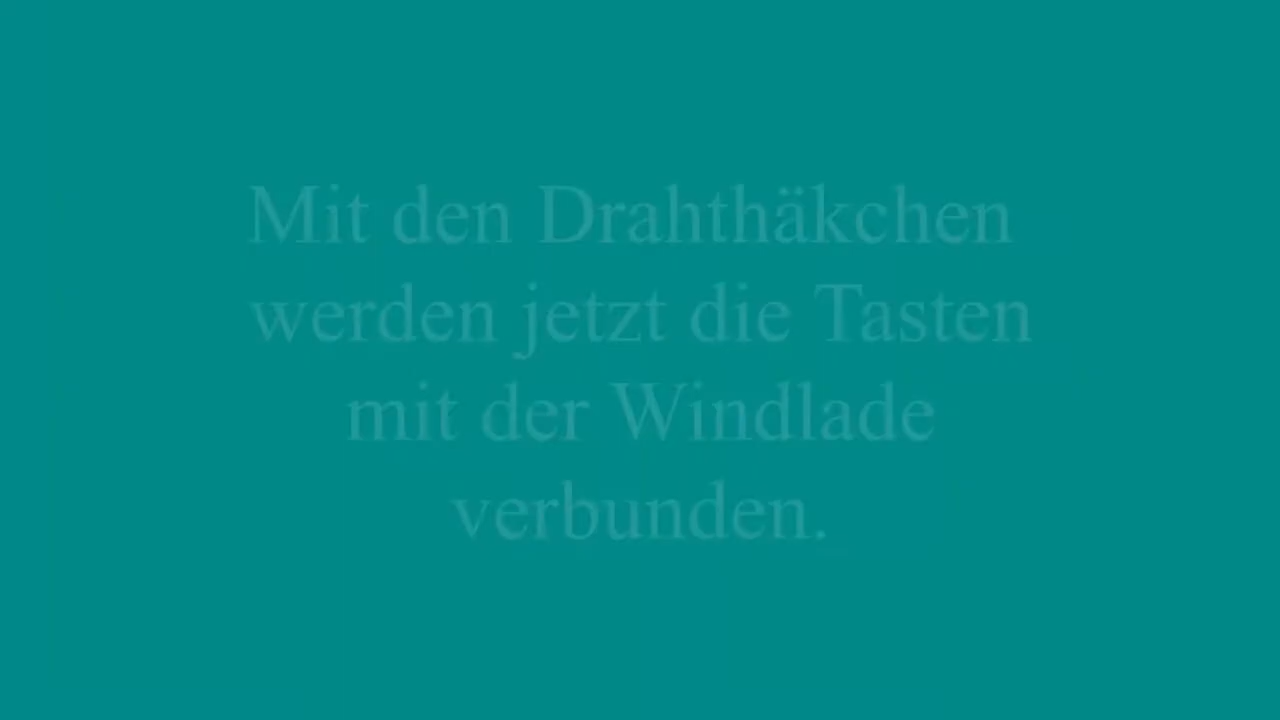 Mit den Drahthäkchen
werden jetzt die Tasten
mit der Windlade
verbunden.